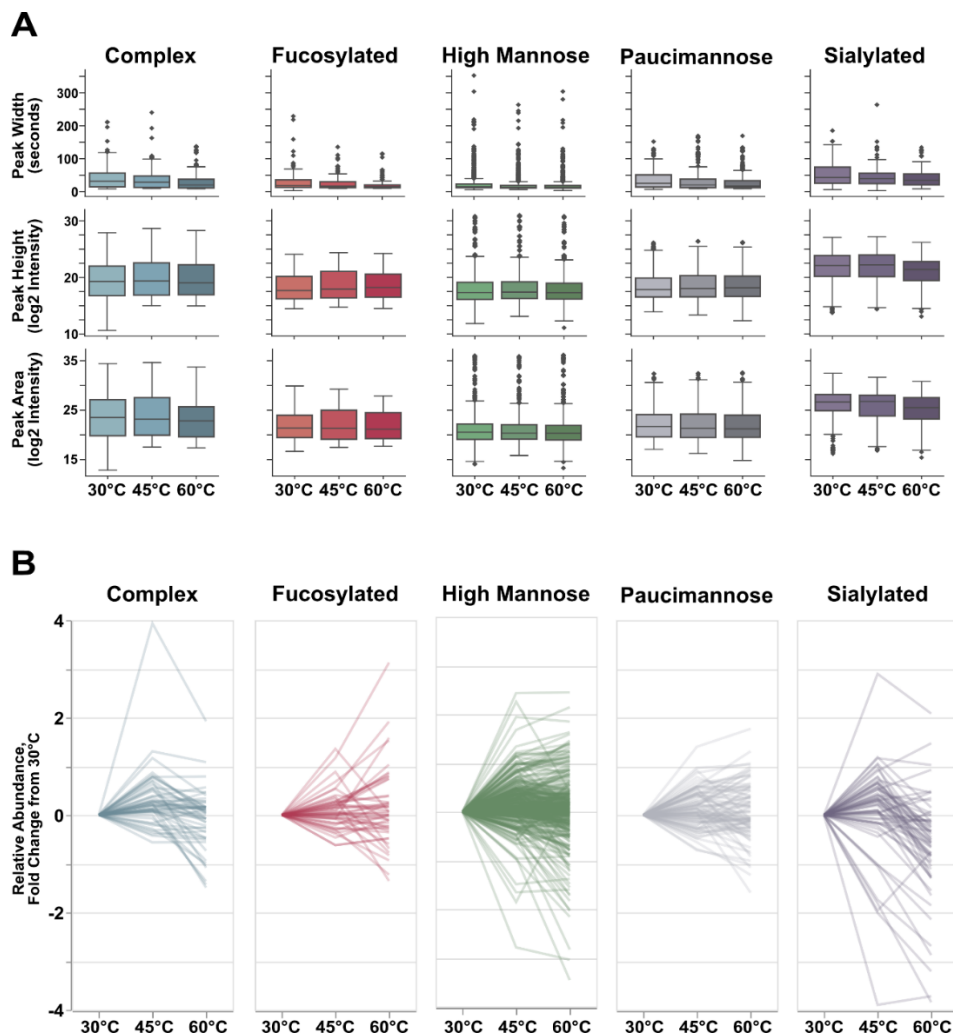 A
Complex Fucosylated High Mannose Paucimannose Sialylated
Peak Width
(seconds)
300
200
100
0
Peak Height
(log2 Intensity)
30
20
10
Peak Area
(log2 Intensity)
35
25
15
30°C 45°C 60°C 30°C 45°C 60°C 30°C 45°C 60°C 30°C 45°C 60°C 30°C 45°C 60°C
B
Complex Fucosylated High Mannose Paucimannose Sialylated
Relative Abundance,
Fold Change from 30°C
4
2
0
-2
-4
30°C 45°C 60°C 30°C 45°C 60°C 30°C 45°C 60°C 30°C 45°C 60°C 30°C 45°C 60°C